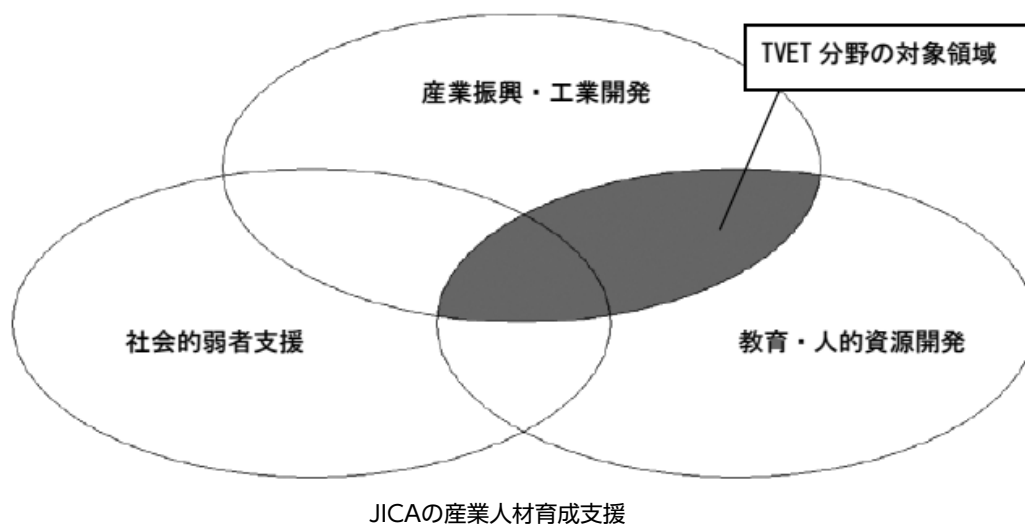 TVET 分野の対象領域
産業振興・工業開発
社会的弱者支援
教育・人的資源開発
JICAの産業人材育成支援